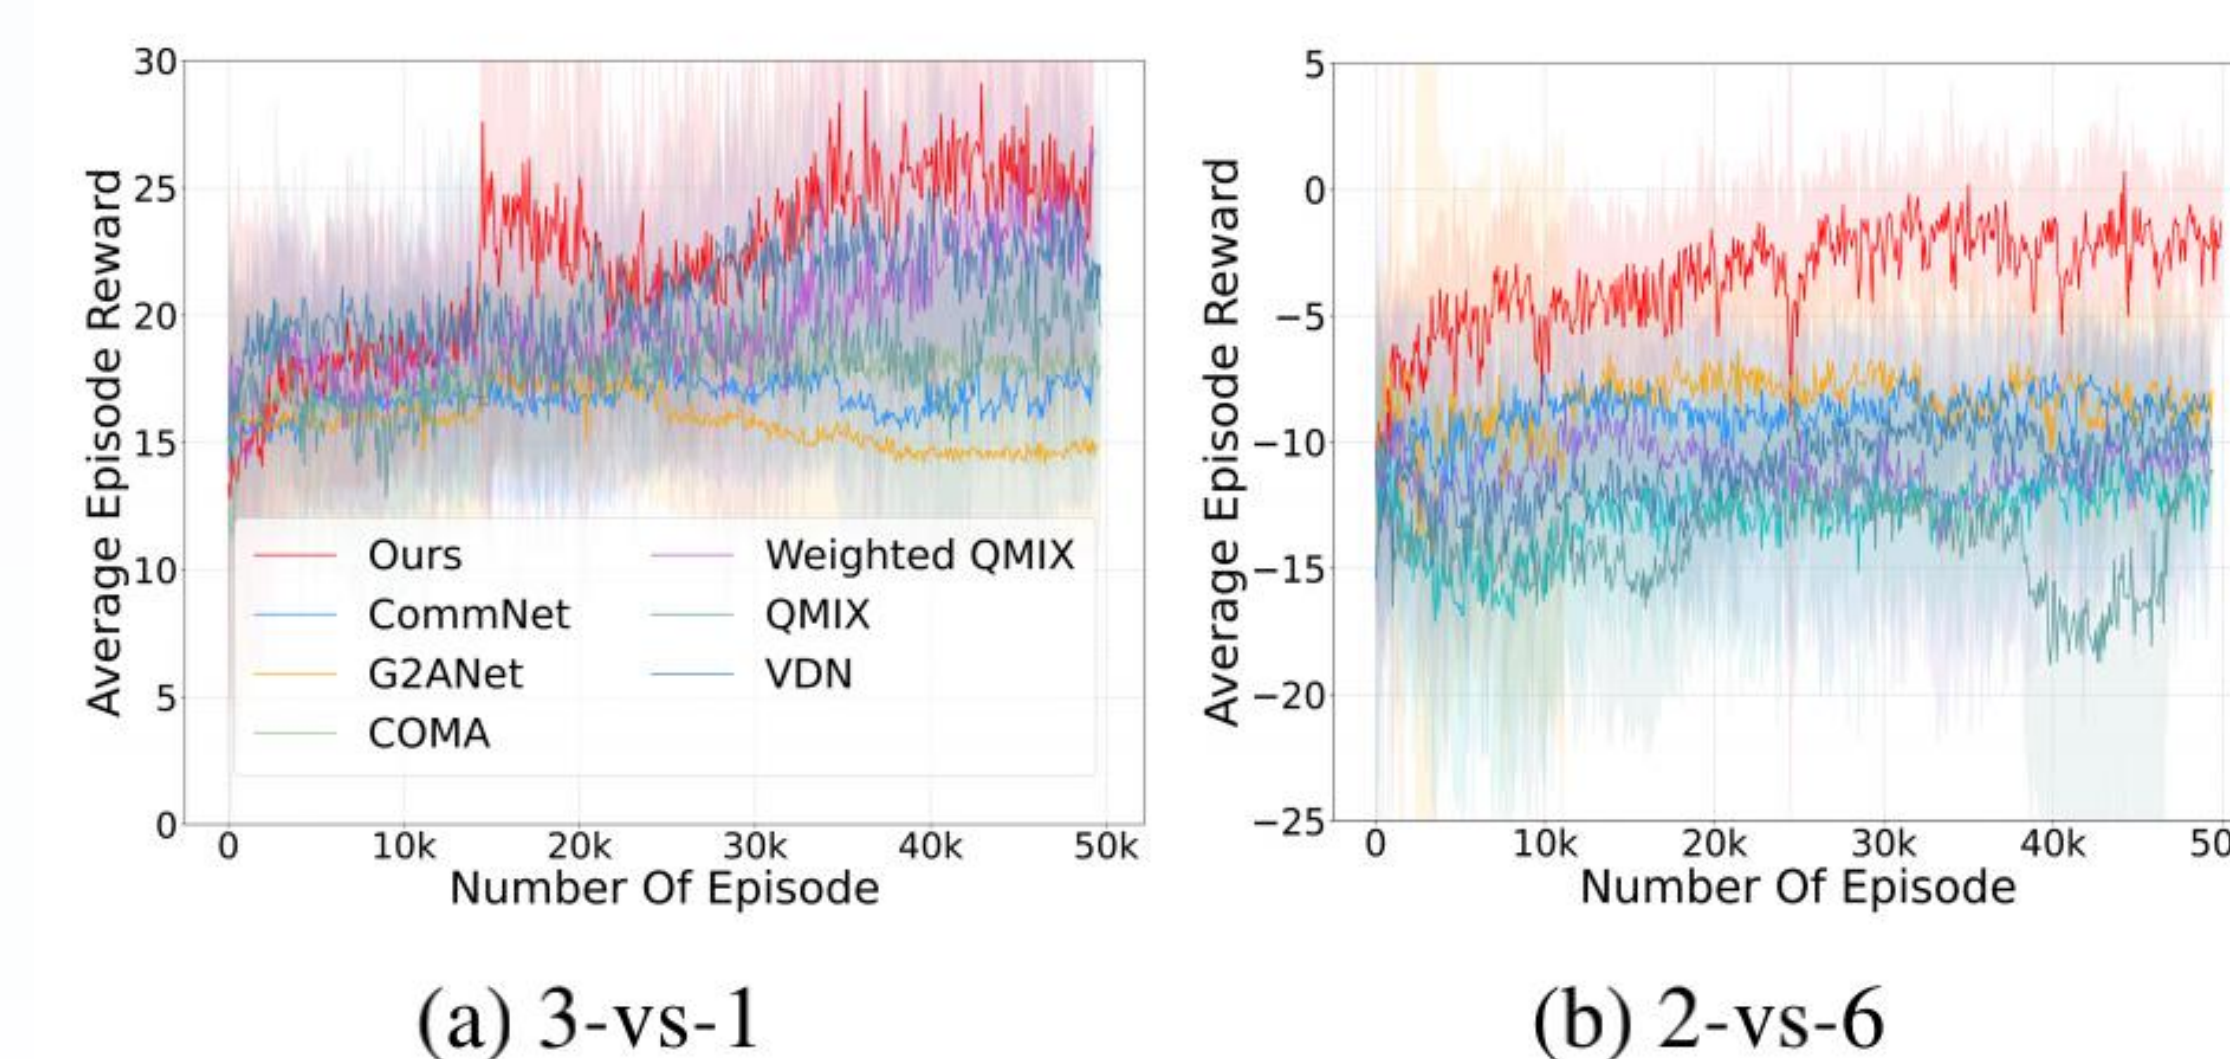 30
25
20
15
10
5
0
Average Episode Reward
Ours
CommNet
G2ANet
COMA
Weighted QMIX
QMIX
VDN
0 10k 20k 30k 40k 50k
Number Of Episode
(a) 3-vs-1
5
0
−5
−10
−15
−20
−25
Average Episode Reward
0 10k 20k 30k 40k 50
Number Of Episode
(b) 2-vs-6